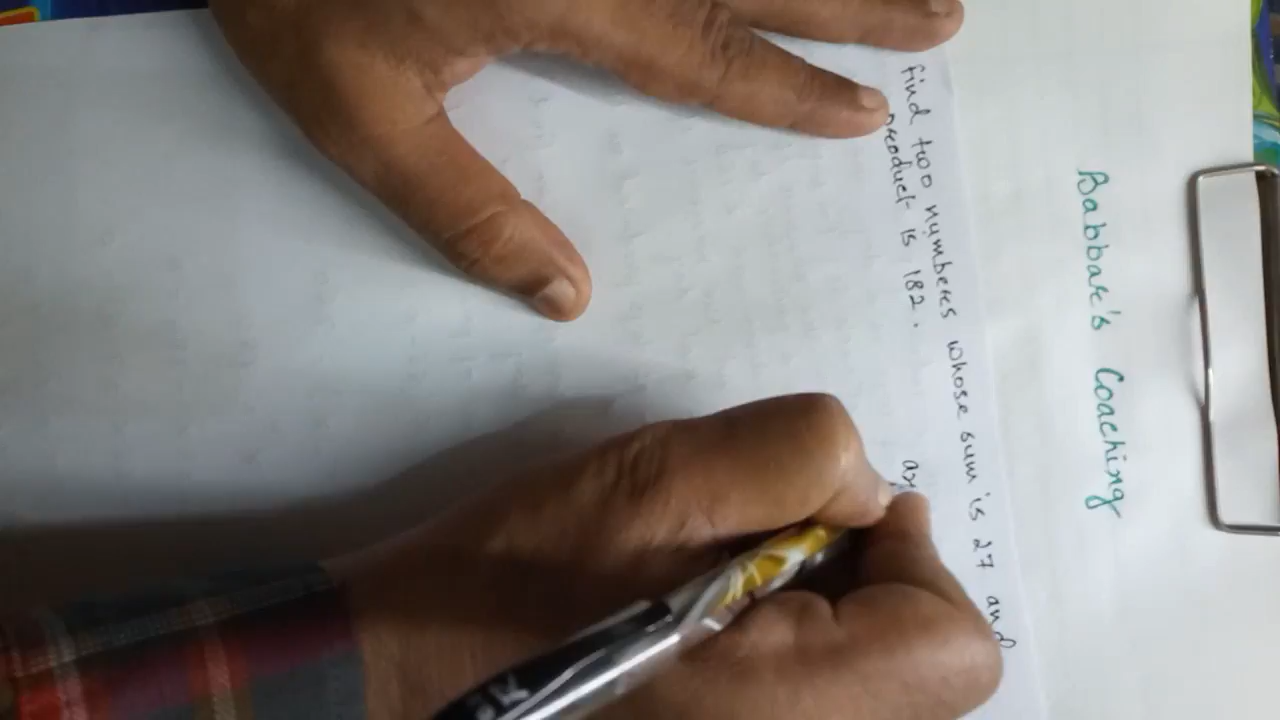 Babbar's Coaching
Find two numbers whose sum is 27 and
product is 182.